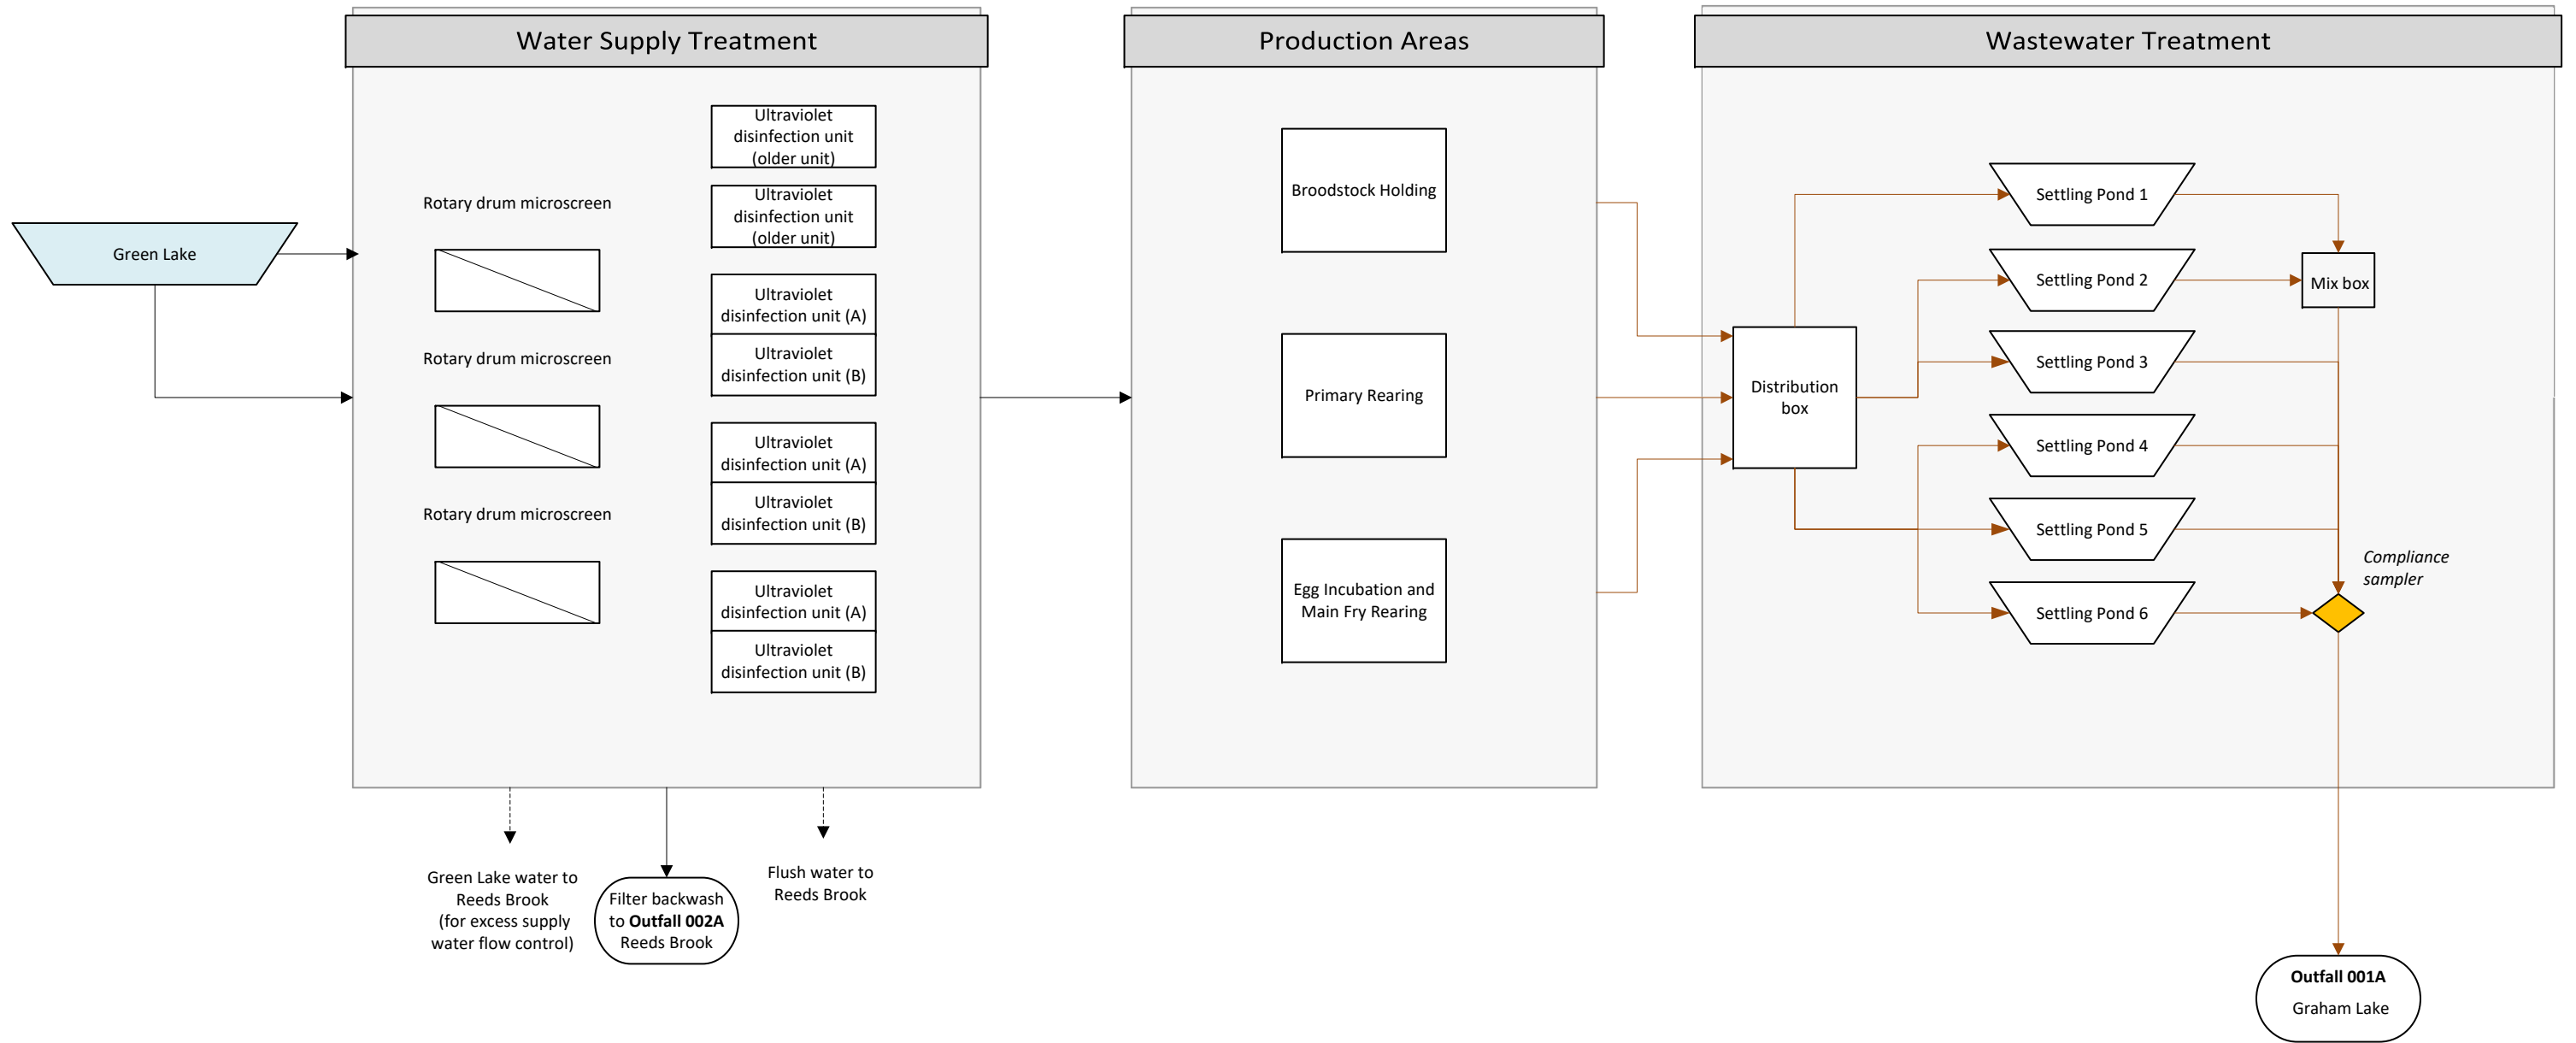 Water Supply Treatment
Production Areas
Wastewater Treatment
Green Lake
Rotary drum microscreen
Rotary drum microscreen
Rotary drum microscreen
Ultraviolet
disinfection unit
(older unit)
Ultraviolet
disinfection unit
(older unit)
Ultraviolet
disinfection unit (A)
Ultraviolet
disinfection unit (B)
Ultraviolet
disinfection unit (A)
Ultraviolet
disinfection unit (B)
Ultraviolet
disinfection unit (A)
Ultraviolet
disinfection unit (B)
Green Lake water to
Reeds Brook
(for excess supply
water flow control)
Filter backwash
to Outfall 002A
Reeds Brook
Flush water to
Reeds Brook
Broodstock Holding
Primary Rearing
Egg Incubation and
Main Fry Rearing
Distribution
box
Settling Pond 1
Settling Pond 2
Settling Pond 3
Settling Pond 4
Settling Pond 5
Settling Pond 6
Mix box
Compliance
sampler
Outfall 001A
Graham Lake